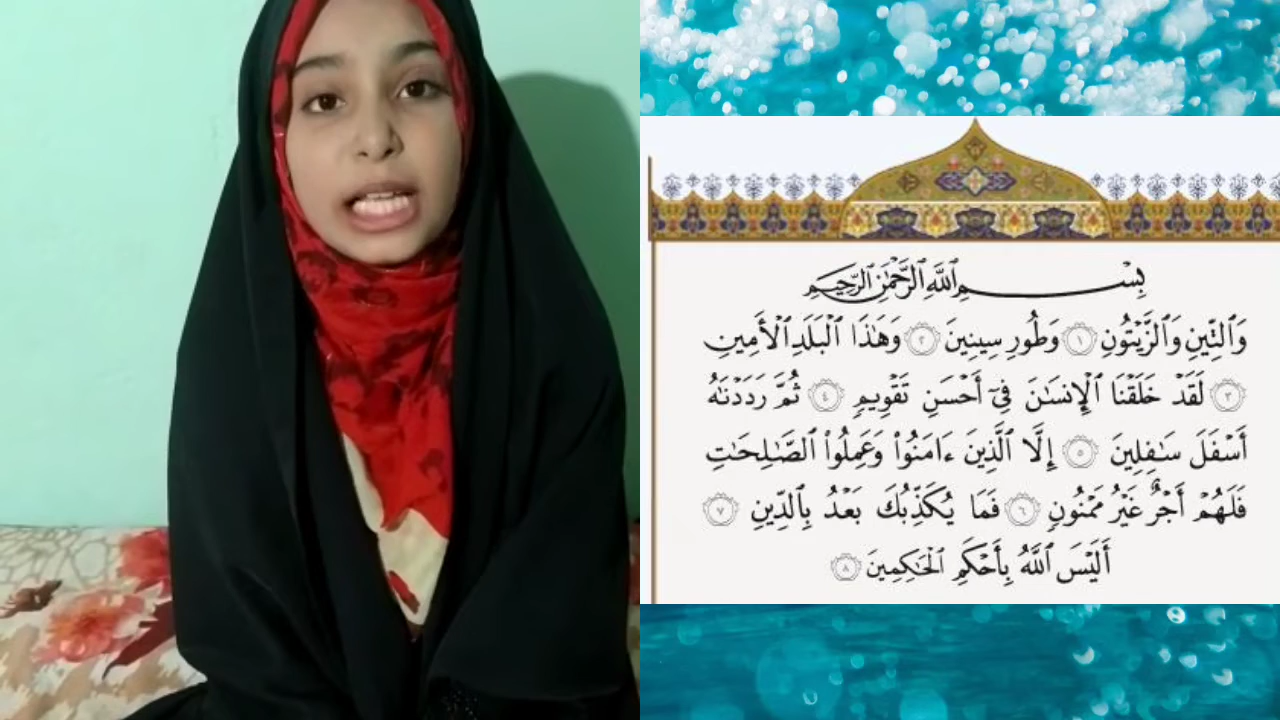 بِسْمِ ٱللَّهِ ٱلرَّحْمَٰنِ ٱلرَّحِيمِ
وَٱلتِّينِ وَٱلزَّيْتُونِ ١ وَطُورِ سِينِينَ ٢ وَهَٰذَا ٱلْبَلَدِ ٱلْأَمِينِ
٣ لَقَدْ خَلَقْنَا ٱلْإِنسَٰنَ فِىٓ أَحْسَنِ تَقْوِيمٍ ٤ ثُمَّ رَدَدْنَٰهُ
أَسْفَلَ سَٰفِلِينَ ٥ إِلَّا ٱلَّذِينَ ءَامَنُوا۟ وَعَمِلُوا۟ ٱلصَّٰلِحَٰتِ
فَلَهُمْ أَجْرٌ غَيْرُ مَمْنُونٍ ٦ فَمَا يُكَذِّبُكَ بَعْدُ بِٱلدِّينِ ٧
أَلَيْسَ ٱللَّهُ بِأَحْكَمِ ٱلْحَٰكِمِينَ ٨